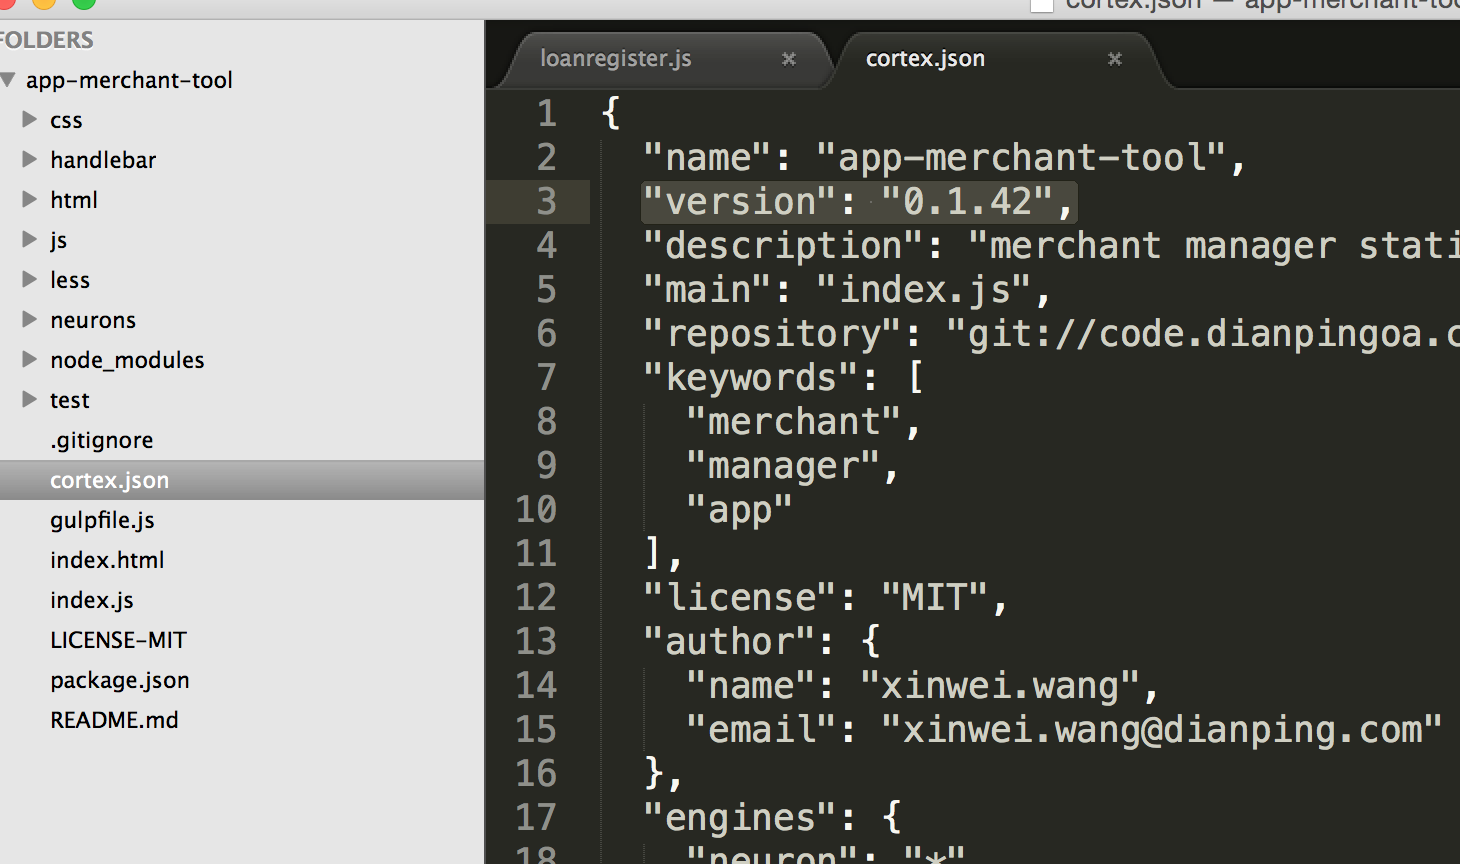 cortex.json — app-merchant-too
FOLDERS
app-merchant-tool
css
handlebar
html
js
less
neurons
node_modules
test
.gitignore
cortex.json
gulpfile.js
index.html
index.js
LICENSE-MIT
package.json
README.md
loanregister.js
cortex.json
1 {
2 "name": "app-merchant-tool",
3 "version": "0.1.42",
4 "description": "merchant manager stati
5 "main": "index.js",
6 "repository": "git://code.dianpingoa.c
7 "keywords": [
8 "merchant",
9 "manager",
10 "app"
11 ],
12 "license": "MIT",
13 "author": {
14 "name": "xinwei.wang",
15 "email": "xinwei.wang@dianping.com"
16 },
17 "engines": {
18 "neuron": "*"